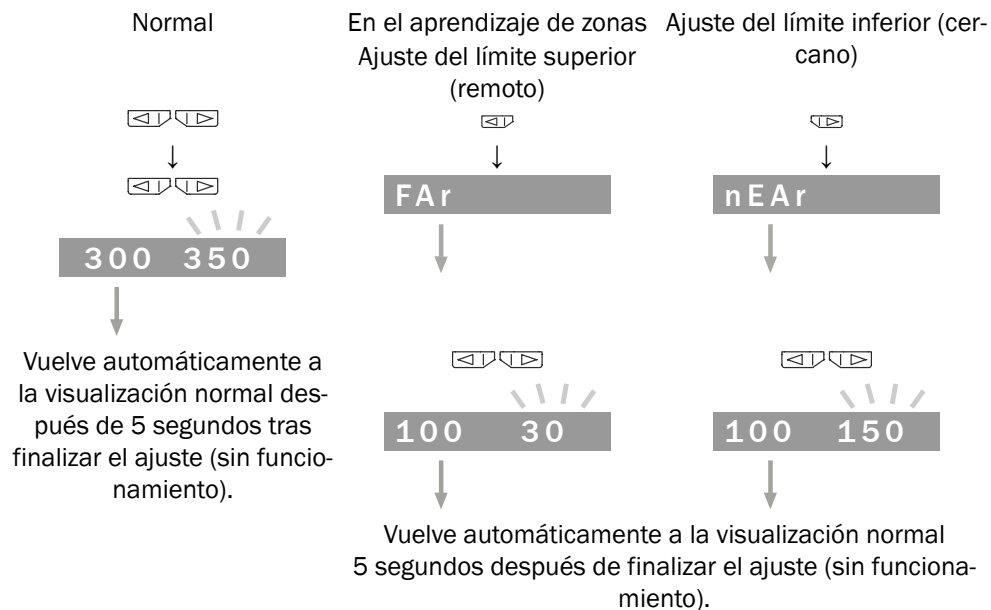 Normal
En el aprendizaje de zonas
Ajuste del límite superior
(remoto)
Ajuste del límite inferior (cer-
cano)
FAr
nEAr
300 350
Vuelve automáticamente a
la visualización normal des-
pués de 5 segundos tras
finalizar el ajuste (sin funcio-
namiento).
100 30
100 150
Vuelve automáticamente a la visualización normal
5 segundos después de finalizar el ajuste (sin funciona-
miento).